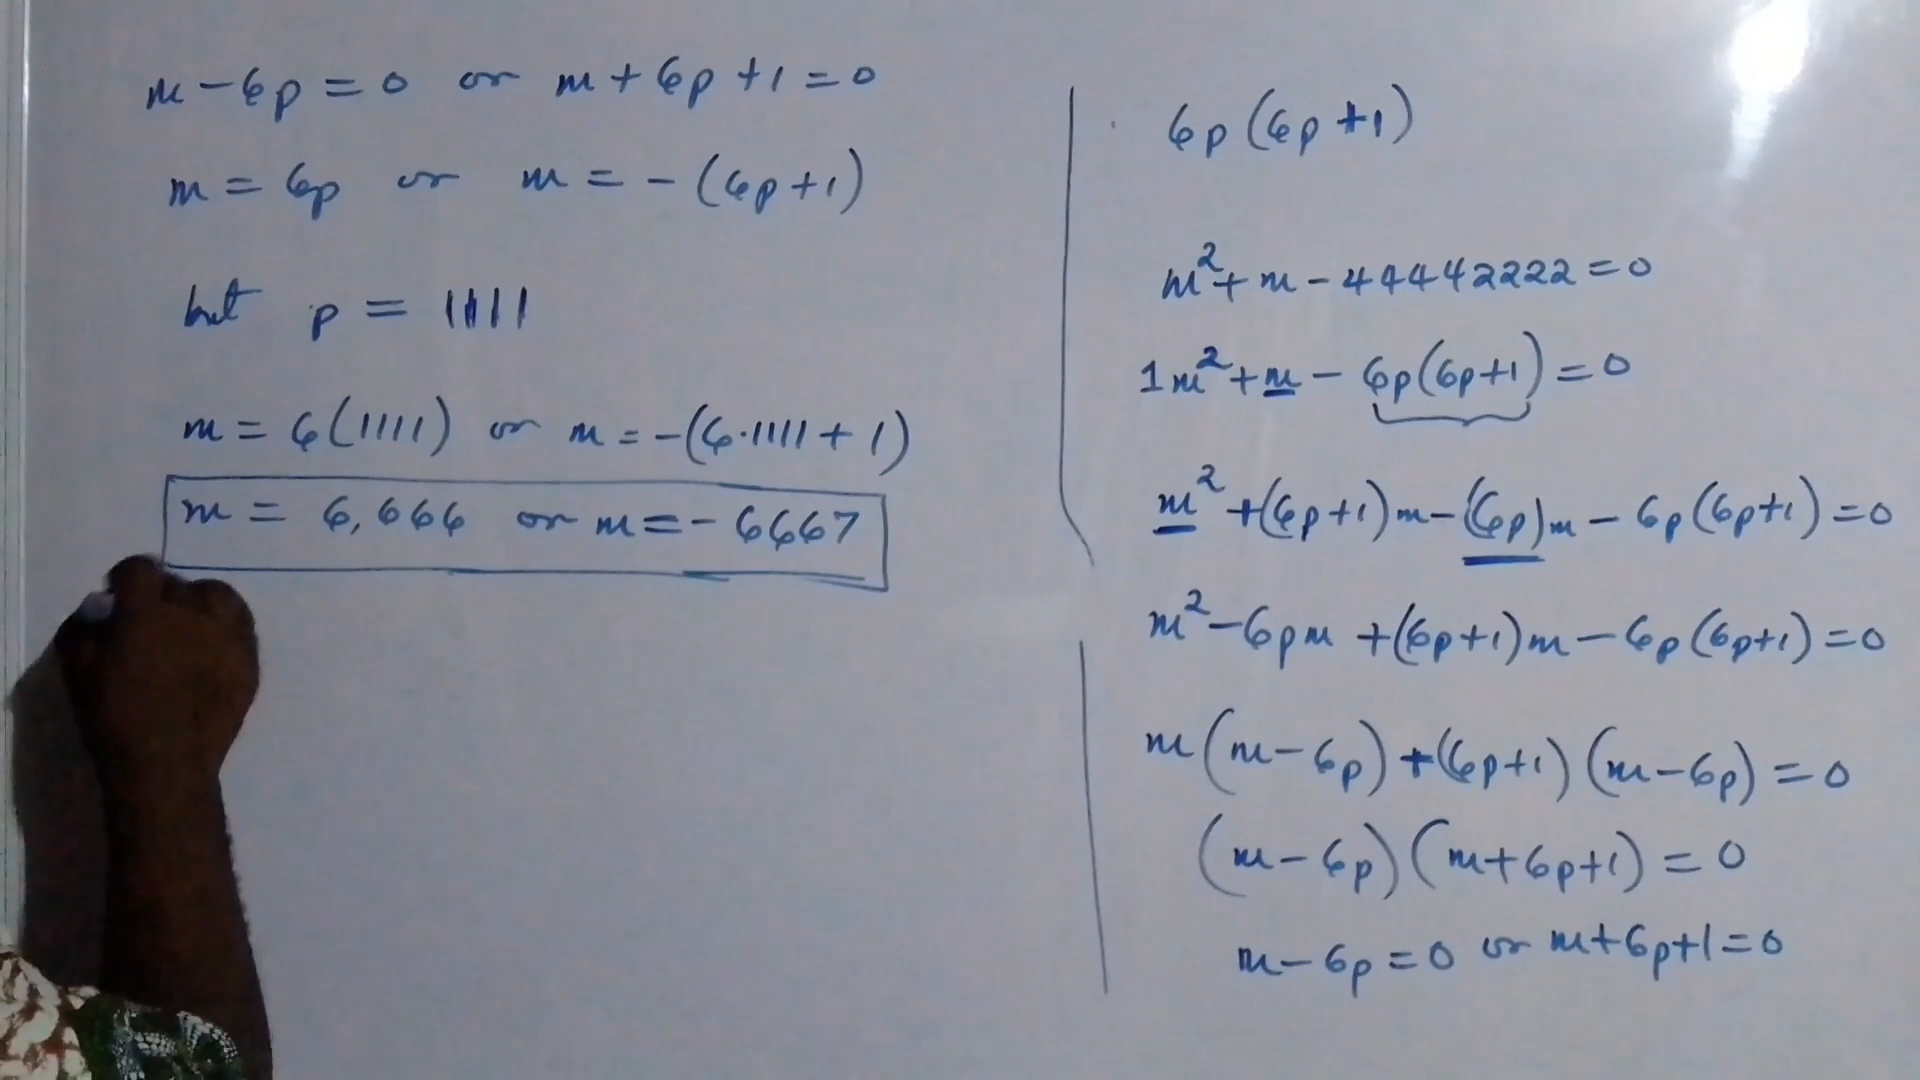 m - 6p = 0 or m + 6p + 1 = 0
m = 6p or m = - (6p + 1)
but p = 1111
m = 6(1111) or m = -(6·1111 + 1)
m = 6,666 or m = - 6667
6p(6p + 1)
m² + m - 44442222 = 0
1m² + m - 6p(6p+1) = 0
m² + (6p+1)m - (6p)m - 6p(6p+1) = 0
m² - 6pm + (6p+1)m - 6p(6p+1) = 0
m(m - 6p) + (6p+1)(m - 6p) = 0
(m - 6p)(m + 6p + 1) = 0
m - 6p = 0 or m + 6p + 1 = 0